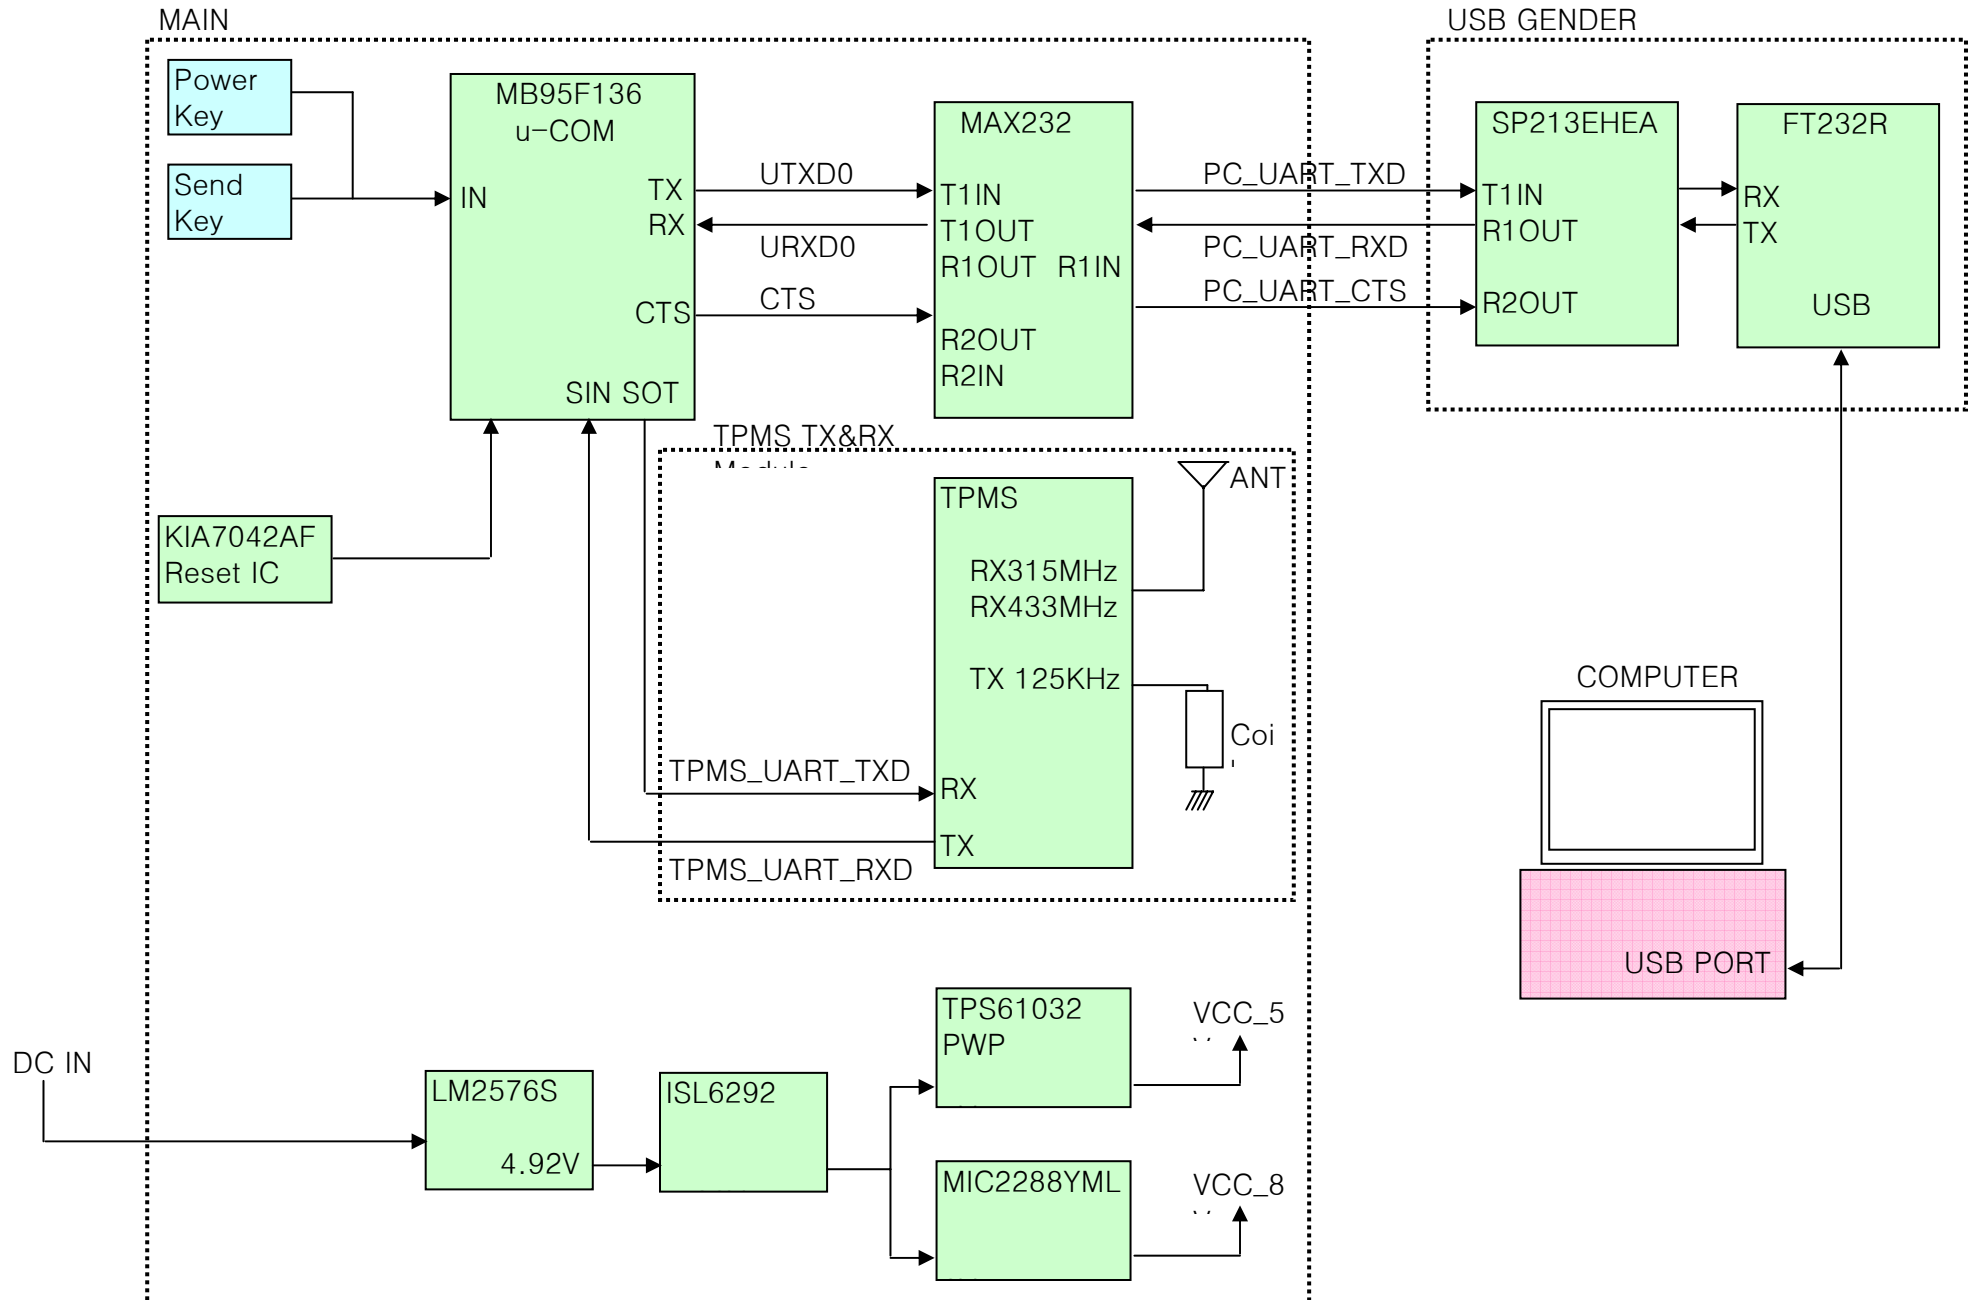 MAIN
USB GENDER
Power
Key
Send
Key
MB95F136
u-COM
IN
TX
RX
CTS
SIN SOT
UTXD0
URXD0
CTS
MAX232
T1IN
T1OUT
R1OUT R1IN
R2OUT
R2IN
PC_UART_TXD
PC_UART_RXD
PC_UART_CTS
SP213EHEA
T1IN
R1OUT
R2OUT
FT232R
RX
TX
USB
TPMS TX&RX
KIA7042AF
Reset IC
TPMS
ANT
RX315MHz
RX433MHz
TX 125KHz
Coi
TPMS_UART_TXD
RX
TX
TPMS_UART_RXD
COMPUTER
USB PORT
DC IN
LM2576S
4.92V
ISL6292
TPS61032
PWP
VCC_5
MIC2288YML
VCC_8